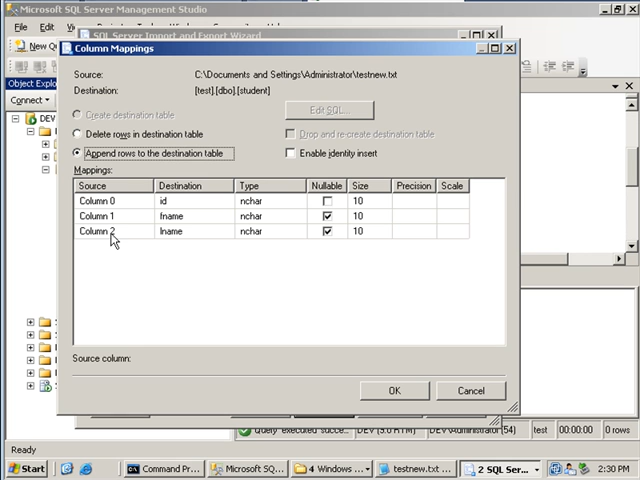 Microsoft SQL Server Management Studio
File Edit
SQL Server Import and Export Wizard
New Qu
Column Mappings
Object Explo
Connect
DEV
Source: C:\Documents and Settings\Administrator\testnew.txt
Destination: [test].[dbo].[student]
Create destination table
Edit SQL...
Delete rows in destination table
Drop and re-create destination table
Append rows to the destination table
Enable identity insert
Mappings:
Source Destination Type Nullable Size Precision Scale
Column 0 id nchar 10
Column 1 fname nchar 10
Column 2 lname nchar 10
Source column:
OK Cancel
Query executed succe... DEV (9.0 RTM) DEV\Administrator (54) test 00:00:00 0 rows
Ready
Start Command Pr... Microsoft SQ... 4 Windows ... testnew.txt ... 2 SQL Ser... 2:30 PM